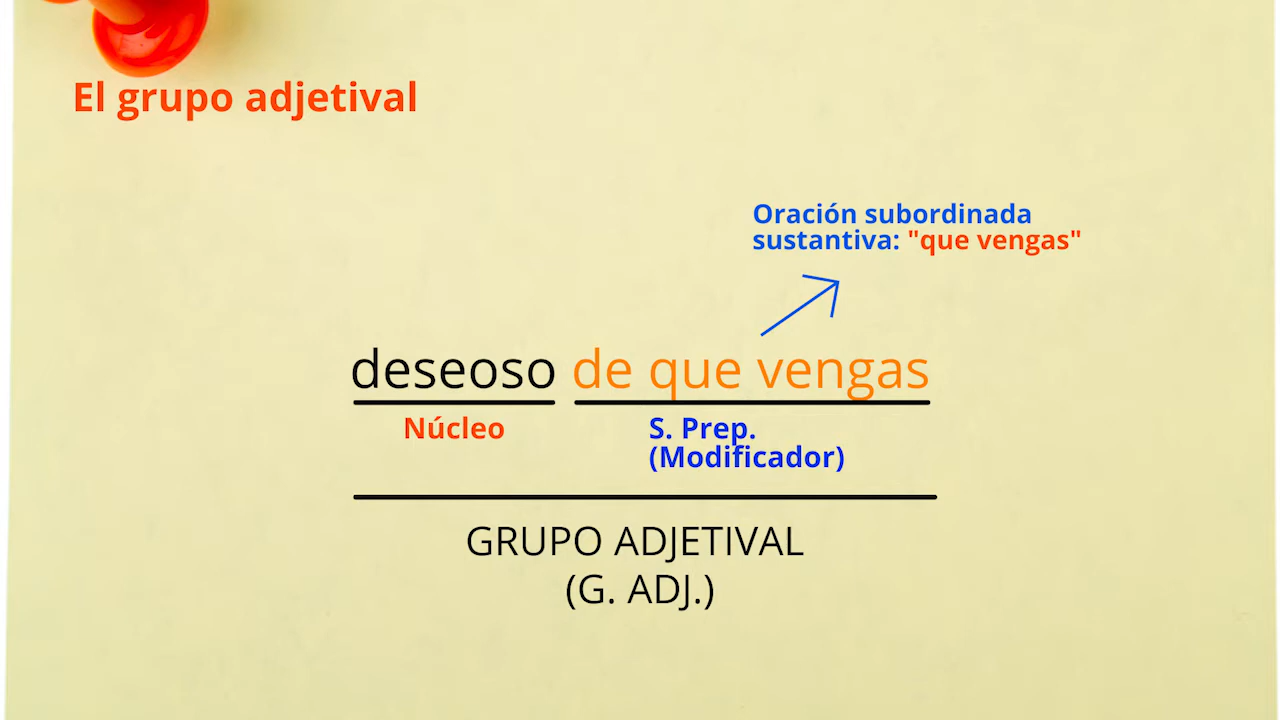 El grupo adjetival
Oración subordinada
sustantiva: "que vengas"
deseoso de que vengas
Núcleo
S. Prep.
(Modificador)
GRUPO ADJETIVAL
(G. ADJ.)